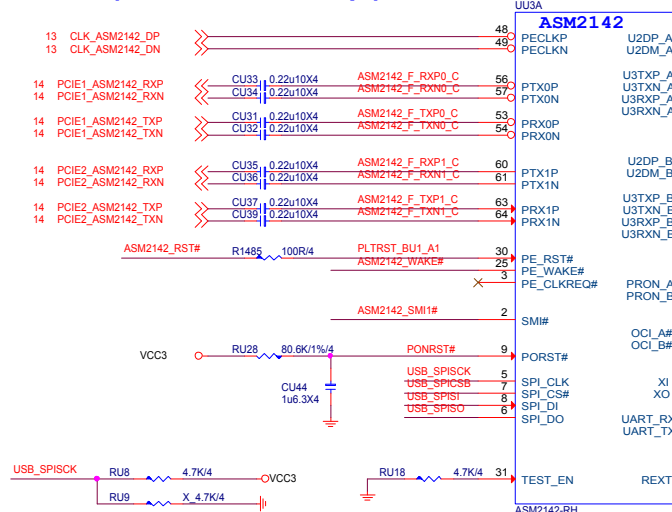 UU3A
ASM2142
13 CLK_ASM2142_DP 48 PECLKP U2DP_A
13 CLK_ASM2142_DN 49 PECLKN U2DM_A
14 PCIE1_ASM2142_RXP CU33 0.22u10X4 ASM2142_F_RXP0_C 56 PTX0P U3TXP_A
14 PCIE1_ASM2142_RXN CU34 0.22u10X4 ASM2142_F_RXN0_C 57 PTX0N U3TXN_A
U3RXP_A
U3RXN_A
14 PCIE1_ASM2142_TXP CU31 0.22u10X4 ASM2142_F_TXP0_C 53 PRX0P
14 PCIE1_ASM2142_TXN CU32 0.22u10X4 ASM2142_F_TXN0_C 54 PRX0N
14 PCIE2_ASM2142_RXP CU35 0.22u10X4 ASM2142_F_RXP1_C 60 PTX1P U2DP_B
14 PCIE2_ASM2142_RXN CU36 0.22u10X4 ASM2142_F_RXN1_C 61 PTX1N U2DM_B
14 PCIE2_ASM2142_TXP CU37 0.22u10X4 ASM2142_F_TXP1_C 63 PRX1P U3TXP_B
14 PCIE2_ASM2142_TXN CU39 0.22u10X4 ASM2142_F_TXN1_C 64 PRX1N U3TXN_B
U3RXP_B
U3RXN_B
ASM2142_RST# R1485 100R/4 PLTRST_BU1_A1 30 PE_RST#
ASM2142_WAKE# 25 PE_WAKE#
3 PE_CLKREQ# PRON_A
PRON_B
ASM2142_SMI1# 2 SMI#
OCI_A#
OCI_B#
VCC3 RU28 80.6K/1%/4 PONRST# 9 PORST#
CU44
1u6.3X4
USB_SPISCK 5 SPI_CLK XI
USB_SPICSB 7 SPI_CS# XO
USB_SPISI 8 SPI_DI
USB_SPISO 6 SPI_DO UART_RX
UART_TX
USB_SPISCK RU8 4.7K/4 VCC3
RU9 X_4.7K/4
RU18 4.7K/4 31 TEST_EN REXT
ASM2142-RH